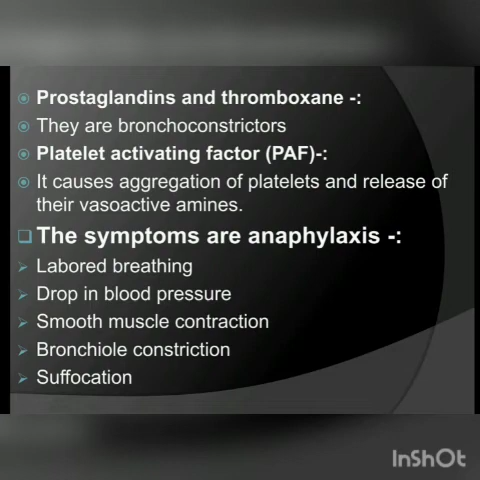 Prostaglandins and thromboxane -:
They are bronchoconstrictors
Platelet activating factor (PAF)-:
It causes aggregation of platelets and release of
their vasoactive amines.
The symptoms are anaphylaxis -:
Labored breathing
Drop in blood pressure
Smooth muscle contraction
Bronchiole constriction
Suffocation
InShOt